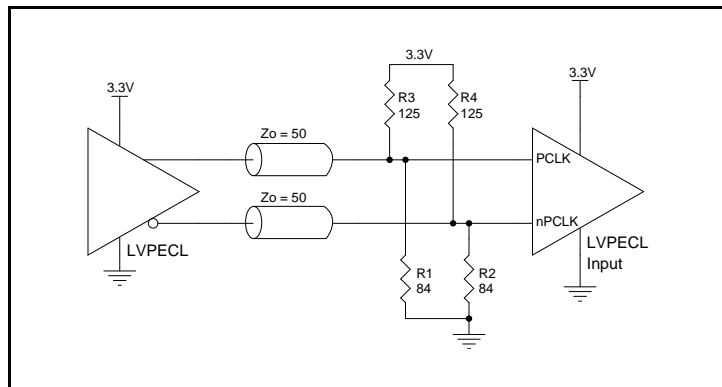 3.3V
3.3V
3.3V
R3
125
R4
125
Zo = 50
PCLK
Zo = 50
nPCLK
LVPECL
LVPECL
Input
R1
84
R2
84